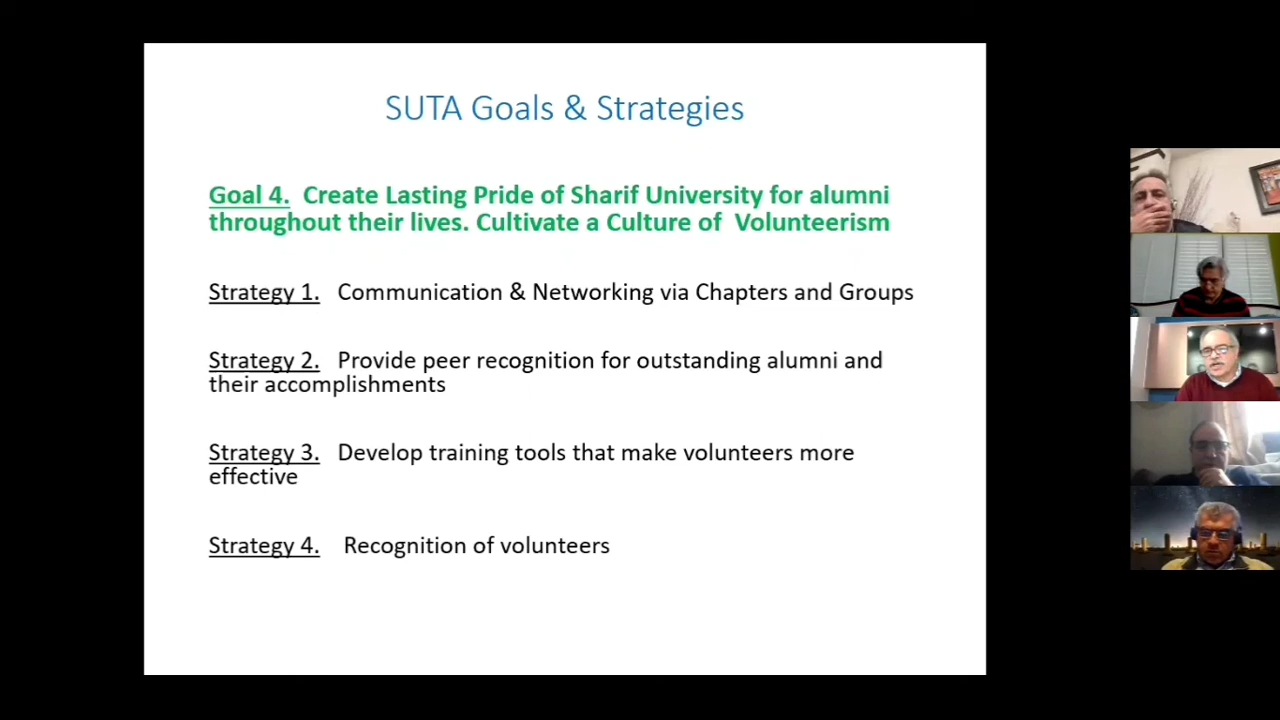 SUTA Goals & Strategies
Goal 4. Create Lasting Pride of Sharif University for alumni
throughout their lives. Cultivate a Culture of Volunteerism
Strategy 1. Communication & Networking via Chapters and Groups
Strategy 2. Provide peer recognition for outstanding alumni and
their accomplishments
Strategy 3. Develop training tools that make volunteers more
effective
Strategy 4. Recognition of volunteers